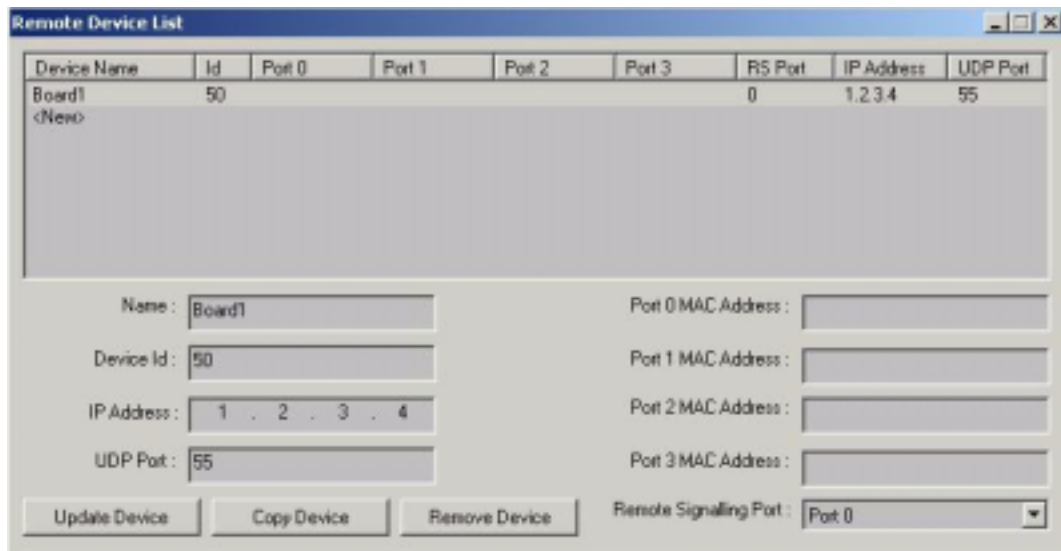 Remote Device List
Device Name Id Port 0 Port 1 Port 2 Port 3 RS Port IP Address UDP Port
Board1 50 0 1.2.3.4 55
<New>
Name : Board1
Port 0 MAC Address :
Device Id : 50
Port 1 MAC Address :
IP Address : 1 . 2 . 3 . 4
Port 2 MAC Address :
UDP Port : 55
Port 3 MAC Address :
Update Device Copy Device Remove Device
Remote Signalling Port : Port 0